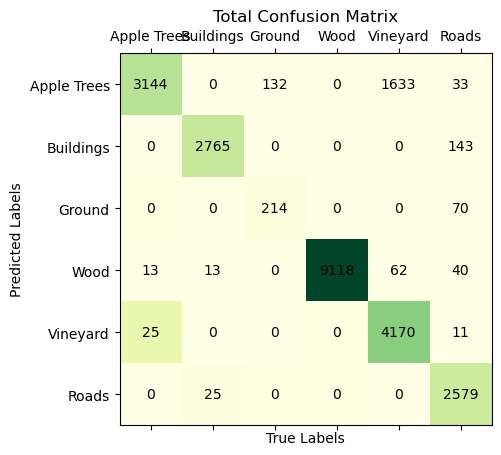 Total Confusion Matrix
Apple Trees Buildings Ground Wood Vineyard Roads
Apple Trees 3144 0 132 0 1633 33
Buildings 0 2765 0 0 0 143
Ground 0 0 214 0 0 70
Wood 13 13 0 9118 62 40
Vineyard 25 0 0 0 4170 11
Roads 0 25 0 0 0 2579
True Labels
Predicted Labels